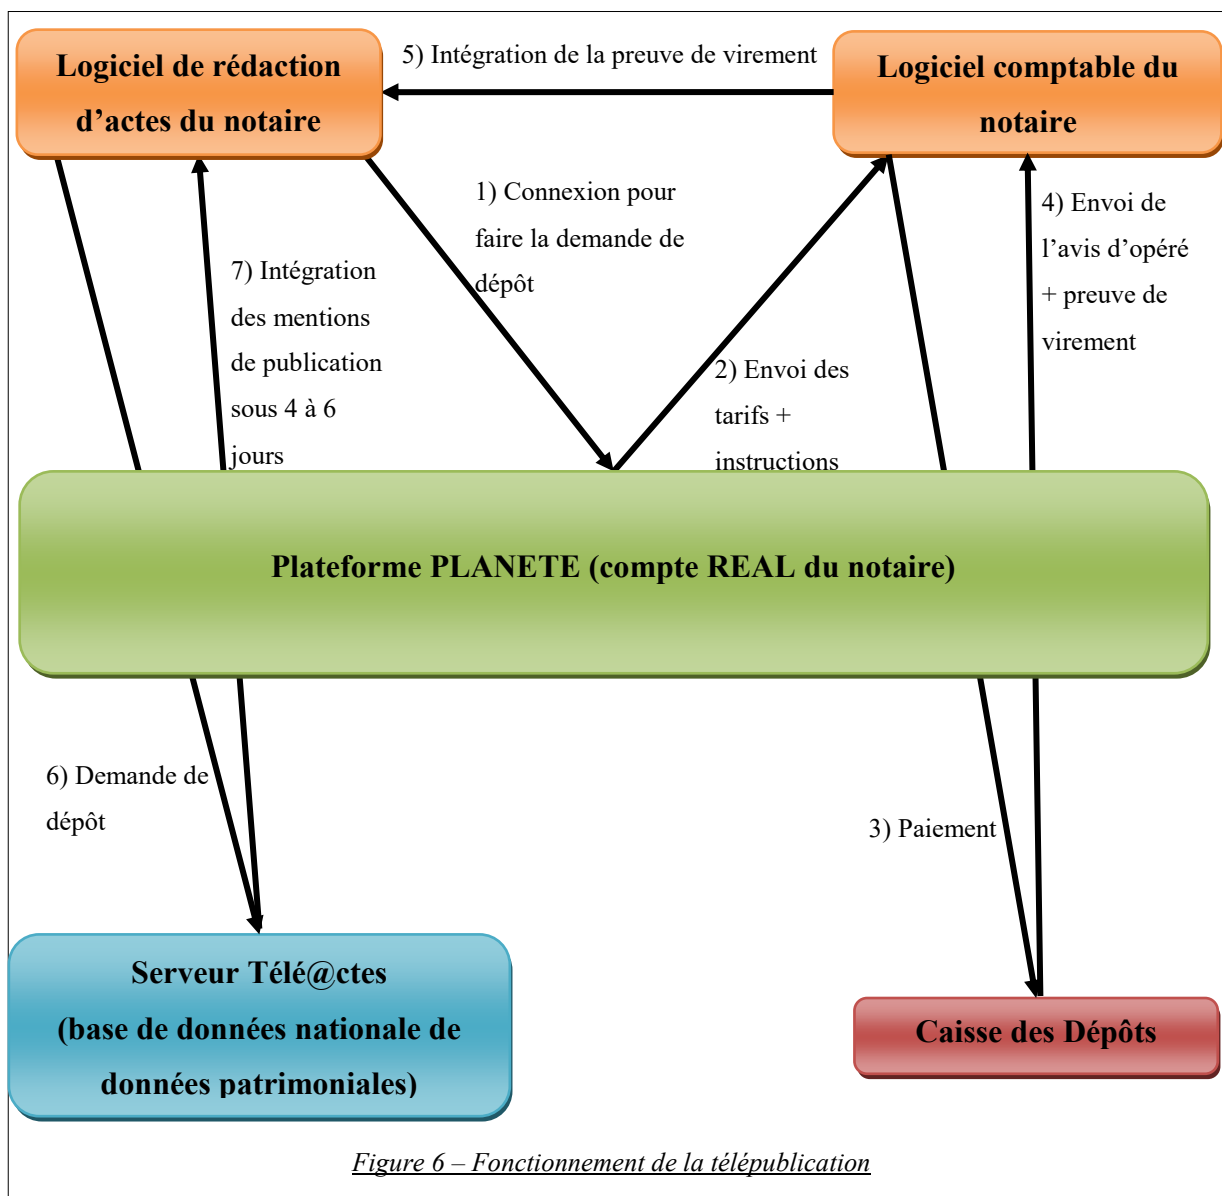 Logiciel de rédaction
d’actes du notaire
5) Intégration de la preuve de virement
Logiciel comptable du
notaire
1) Connexion pour
faire la demande de
dépôt
4) Envoi de
l’avis d’opéré
+ preuve de
virement
7) Intégration
des mentions
de publication
sous 4 à 6
jours
2) Envoi des
tarifs +
instructions
Plateforme PLANETE (compte REAL du notaire)
6) Demande de
dépôt
3) Paiement
Serveur Télé@ctes
(base de données nationale de
données patrimoniales)
Caisse des Dépôts
Figure 6 – Fonctionnement de la télépublication